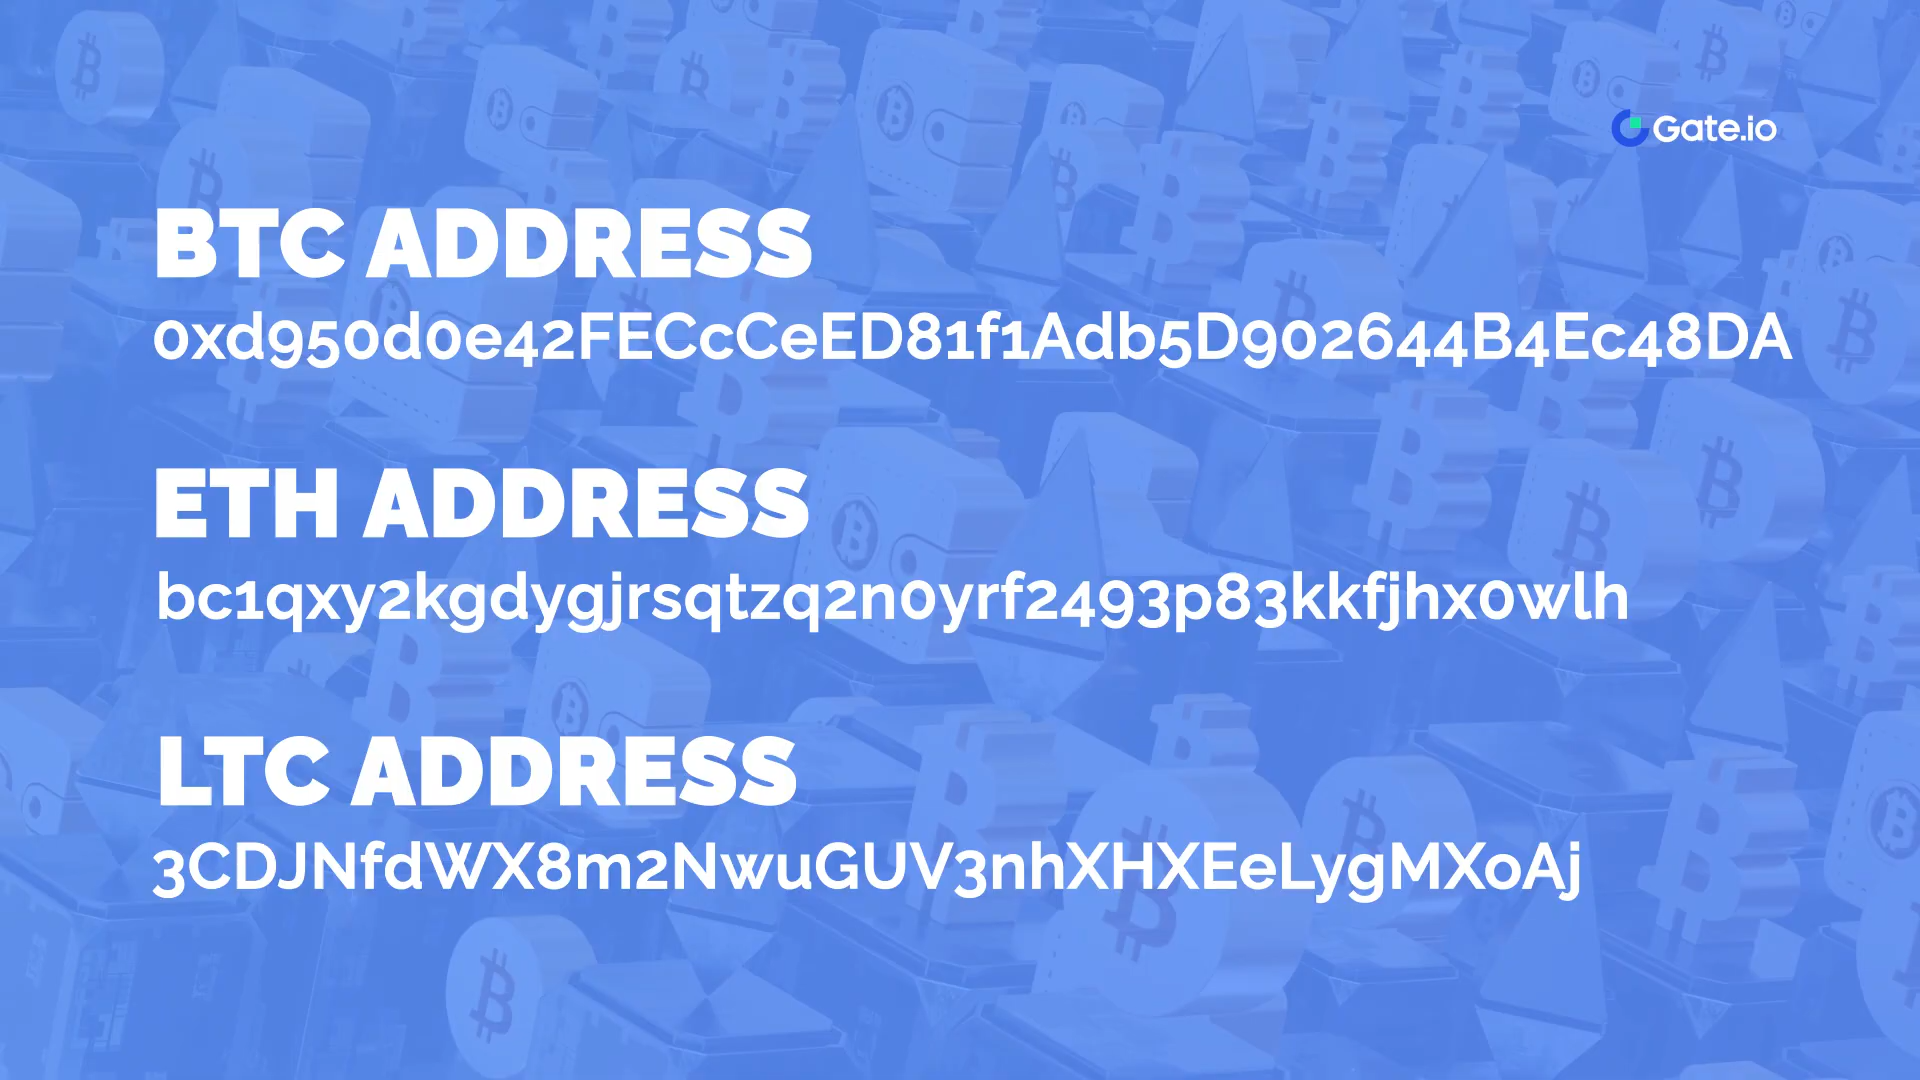 Gate.io
BTC ADDRESS
0xd950d0e42FECcCeED81f1Adb5D902644B4Ec48DA
ETH ADDRESS
bc1qxy2kgdygjrsqtzq2n0yrf2493p83kkfjhx0wlh
LTC ADDRESS
3CDJNfdWX8m2NwuGUV3nhXHXEeLygMXoAj